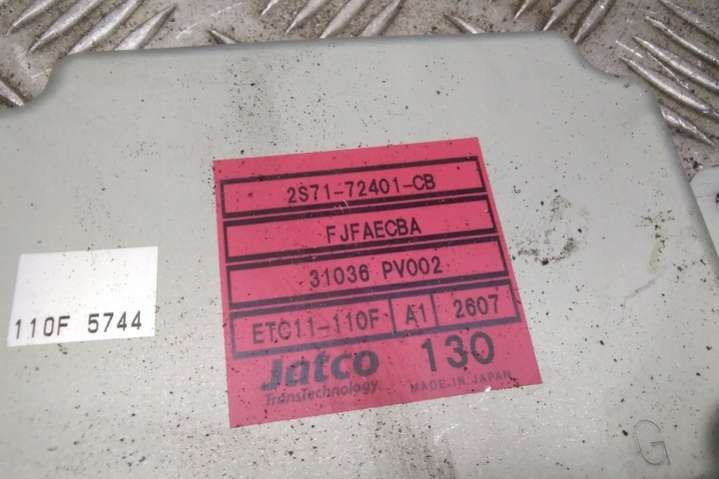 2S71-72401-CB
FJFAECBA
31036 PV002
ETC11-110F A1 2607
Jatco 130
TransTechnology MADE-IN JAPAN
110F 5744
G